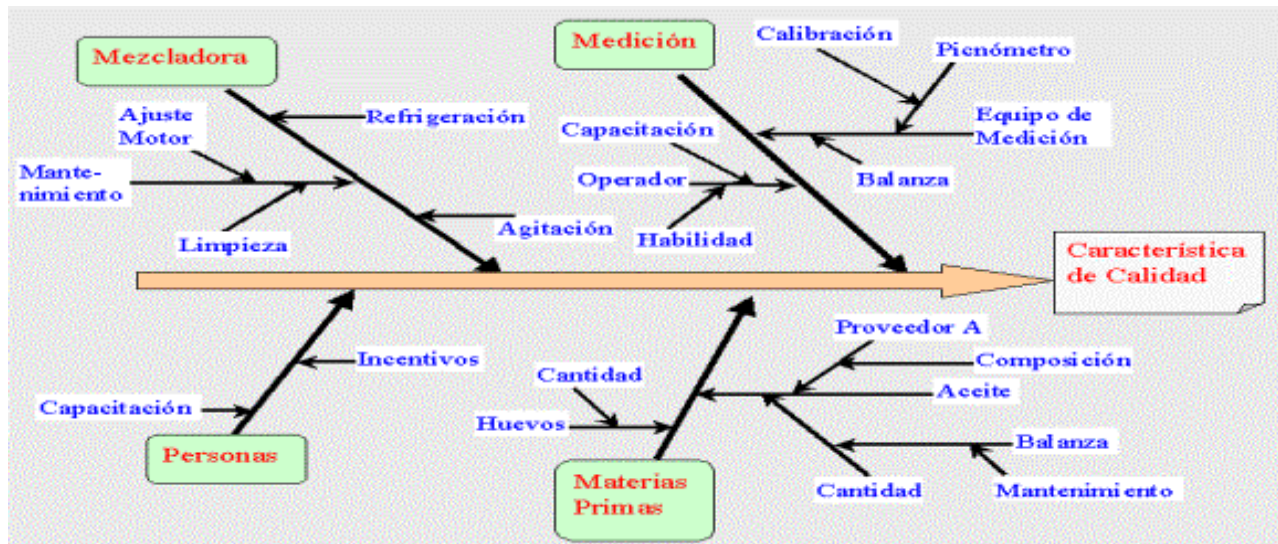 Mezcladora
Medición
Calibración
Picnómetro
Ajuste
Motor
Refrigeración
Capacitación
Equipo de
Medición
Mante-
nimiento
Operador
Balanza
Limpieza
Agitación
Habilidad
Característica
de Calidad
Proveedor A
Incentivos
Cantidad
Composición
Capacitación
Huevos
Aceite
Personas
Balanza
Materias
Primas
Cantidad
Mantenimiento